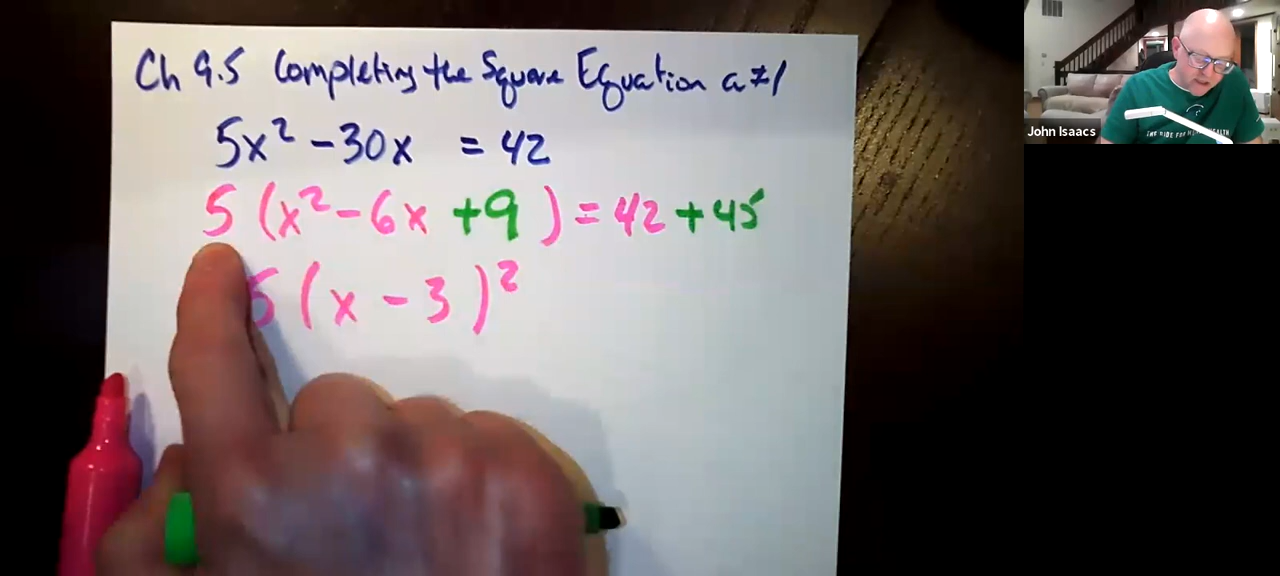 Ch 9.5 Completing the Square Equation a ≠ 1
5x² - 30x = 42
5 (x² - 6x + 9 ) = 42 + 45
5 (x - 3 )²
John Isaacs